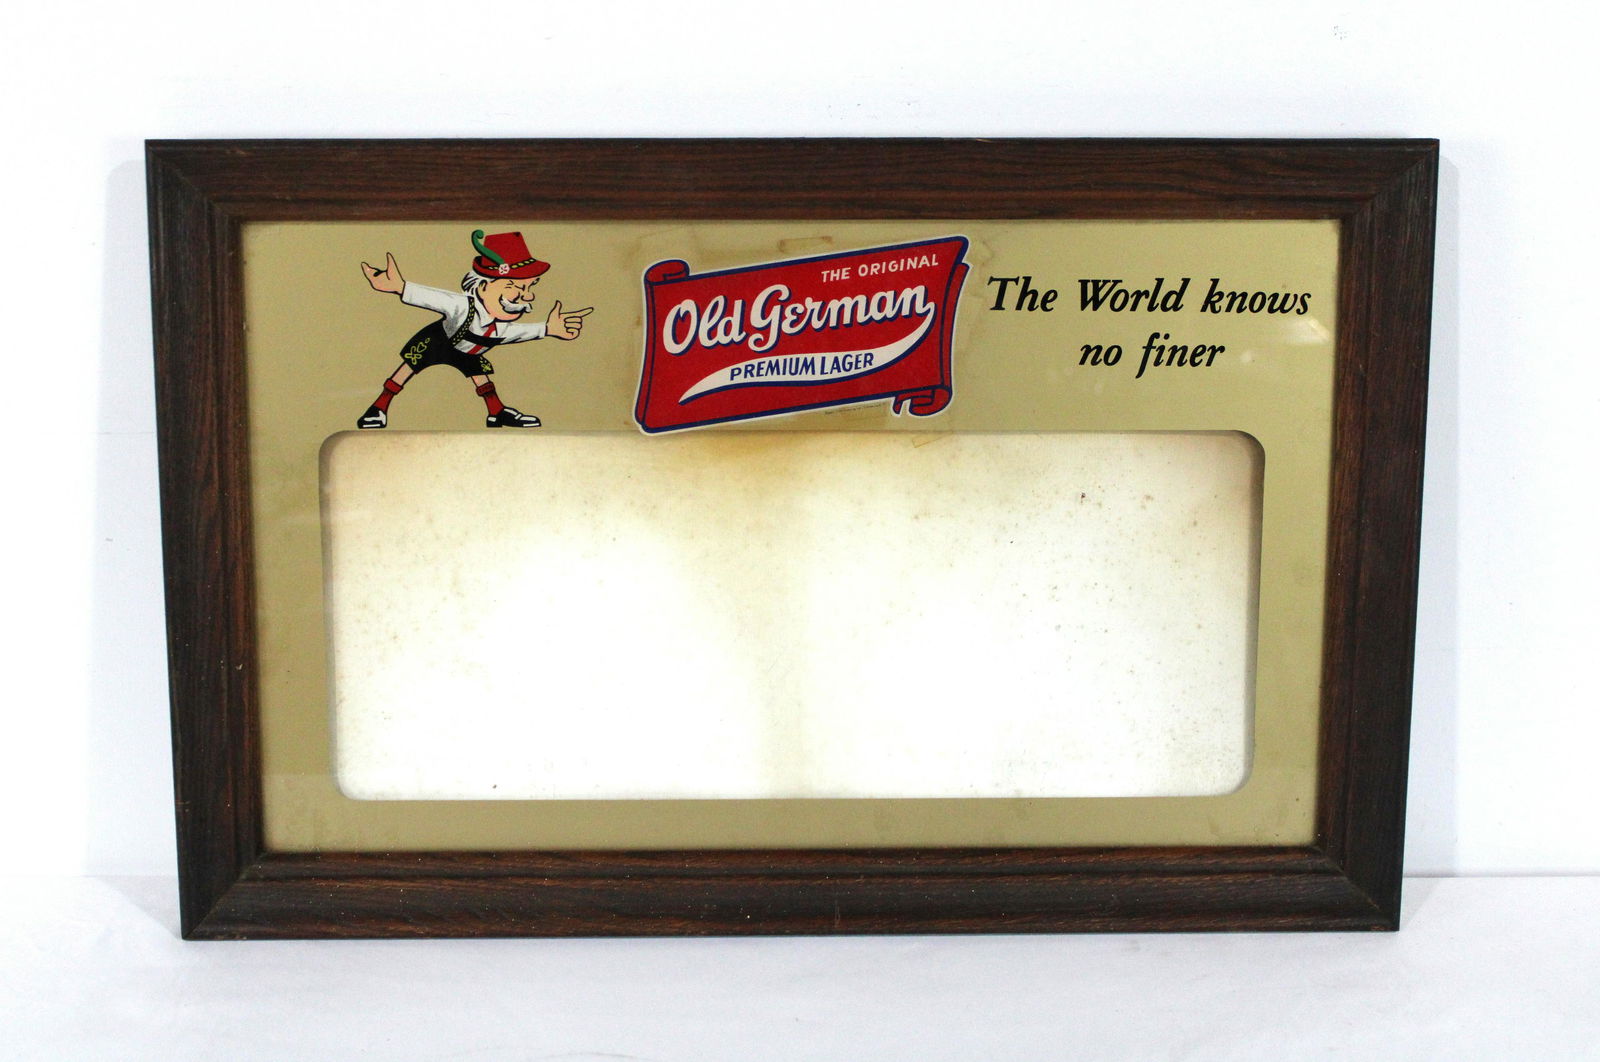 THE ORIGINAL
Old German
PREMIUM LAGER
The World knows
no finer